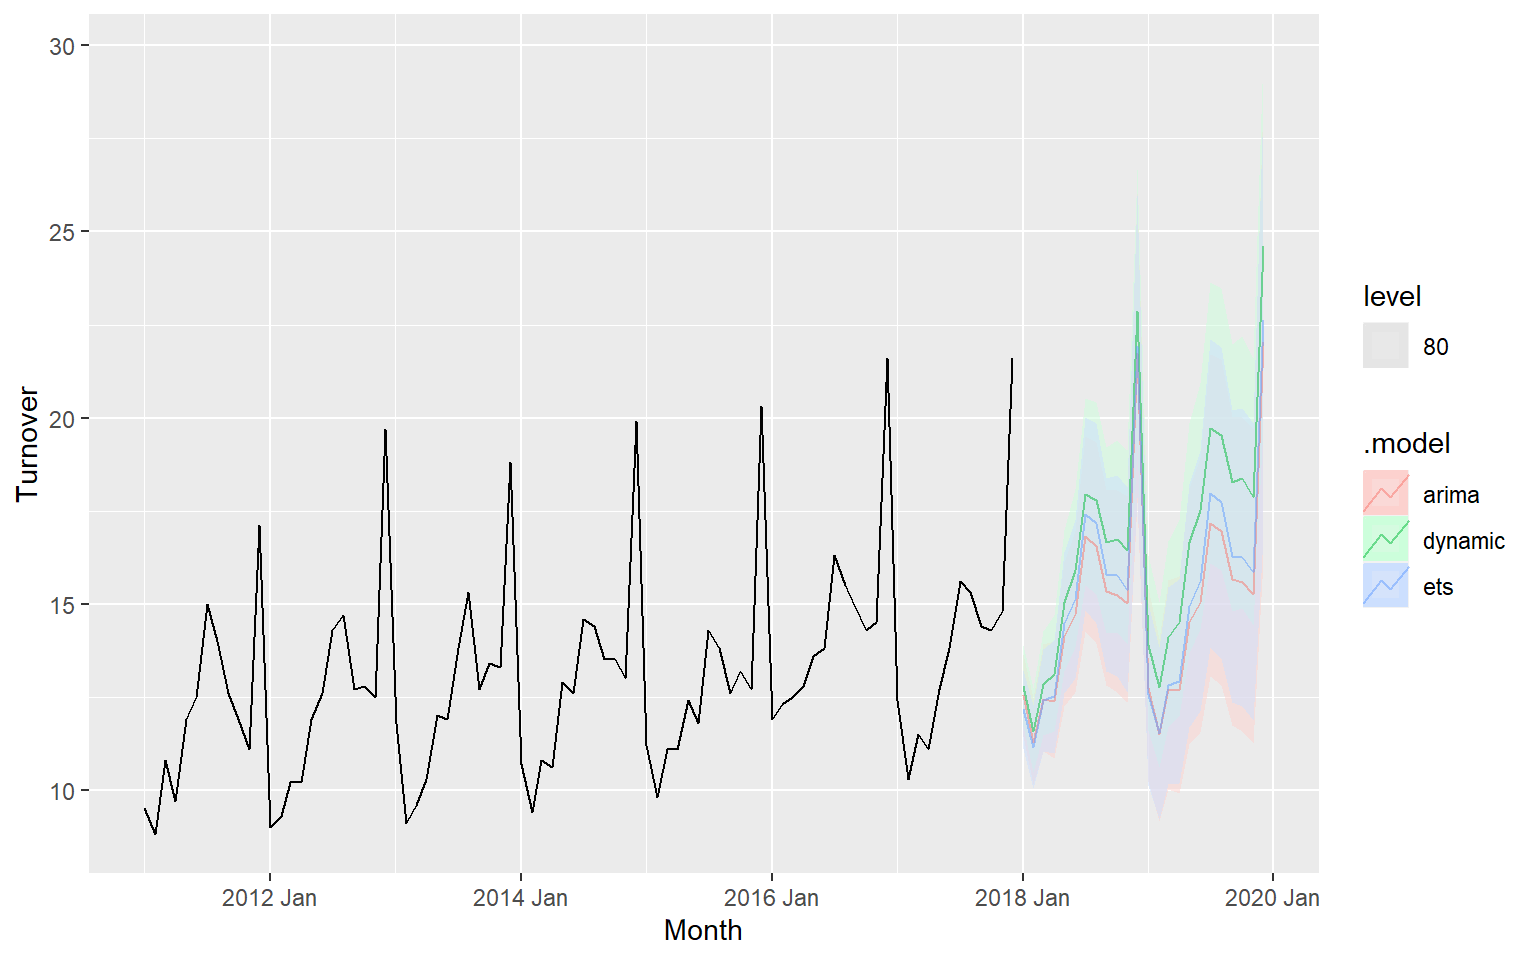 30
25
20
15
10
Turnover
2012 Jan
2014 Jan
2016 Jan
2018 Jan
2020 Jan
Month
level
80
.model
arima
dynamic
ets